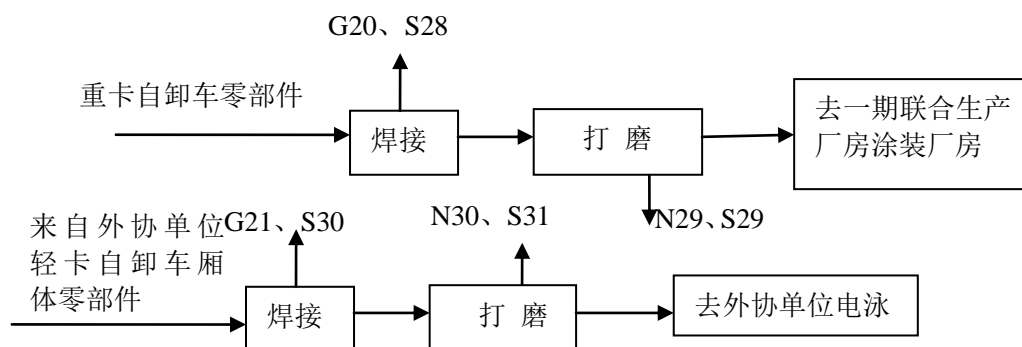 G20、S28
重卡自卸车零部件
焊接
打 磨
去一期联合生产
厂房涂装厂房
N29、S29
来自外协单位
轻卡自卸车厢
体零部件
G21、S30
N30、S31
焊接
打 磨
去外协单位电泳